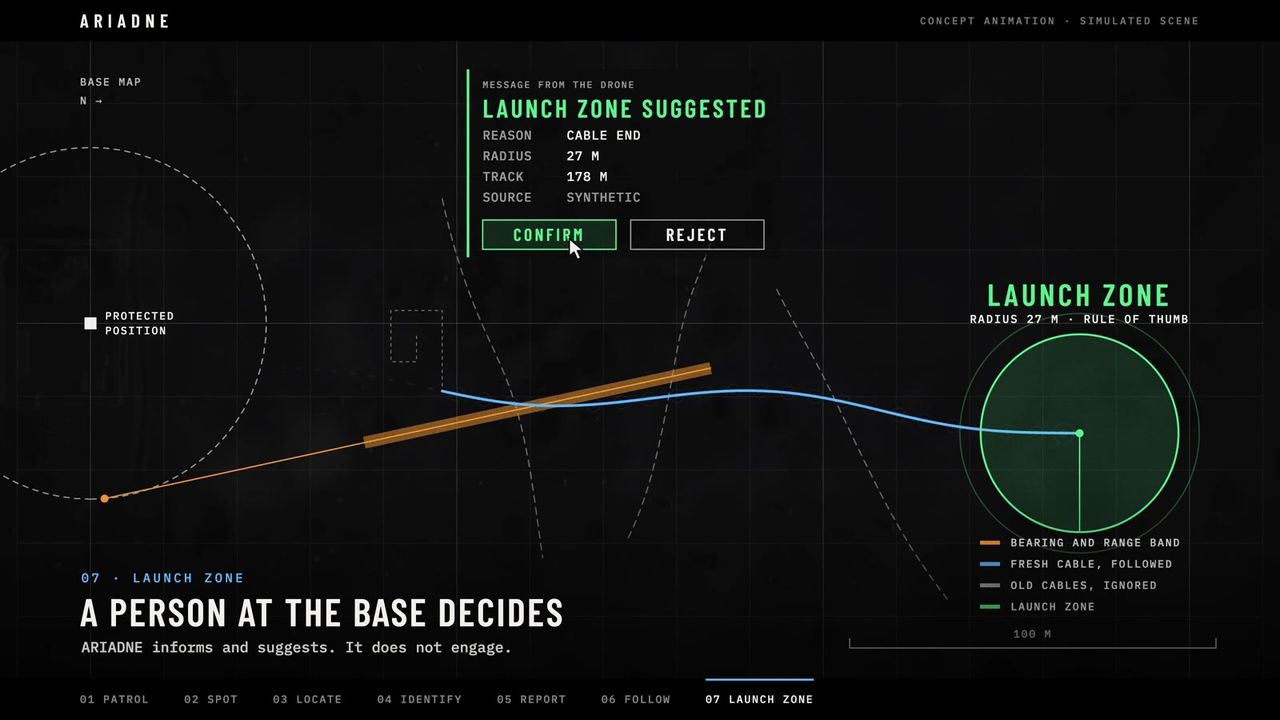 ARIADNE
CONCEPT ANIMATION · SIMULATED SCENE
BASE MAP
N →
MESSAGE FROM THE DRONE
LAUNCH ZONE SUGGESTED
REASON CABLE END
RADIUS 27 M
TRACK 178 M
SOURCE SYNTHETIC
CONFIRM REJECT
PROTECTED
POSITION
LAUNCH ZONE
RADIUS 27 M · RULE OF THUMB
BEARING AND RANGE BAND
FRESH CABLE, FOLLOWED
OLD CABLES, IGNORED
LAUNCH ZONE
100 M
07 · LAUNCH ZONE
A PERSON AT THE BASE DECIDES
ARIADNE informs and suggests. It does not engage.
01 PATROL 02 SPOT 03 LOCATE 04 IDENTIFY 05 REPORT 06 FOLLOW 07 LAUNCH ZONE